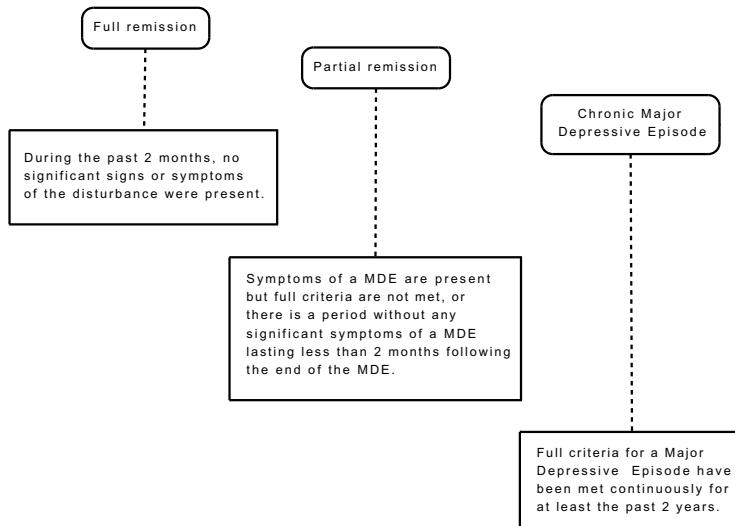 Full remission
During the past 2 months, no
significant signs or symptoms
of the disturbance were present.
Partial remission
Symptoms of a MDE are present
but full criteria are not met, or
there is a period without any
significant symptoms of a MDE
lasting less than 2 months following
the end of the MDE.
Chronic Major
Depressive Episode
Full criteria for a Major
Depressive  Episode have
been met continuously for
at least the past 2 years.